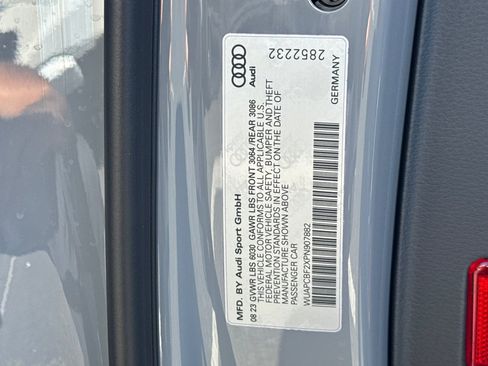 Audi
2852232
GERMANY
MFD. BY Audi Sport GmbH
08.23 GVWR LBS 6030 GAWR LBS FRONT 3064/REAR 3086
THIS VEHICLE CONFORMS TO ALL APPLICABLE U.S.
FEDERAL MOTOR VEHICLE SAFETY, BUMPER AND THEFT
PREVENTION STANDARDS IN EFFECT ON THE DATE OF
MANUFACTURE SHOWN ABOVE
PASSENGER CAR
WUAPCBF2XPN907882